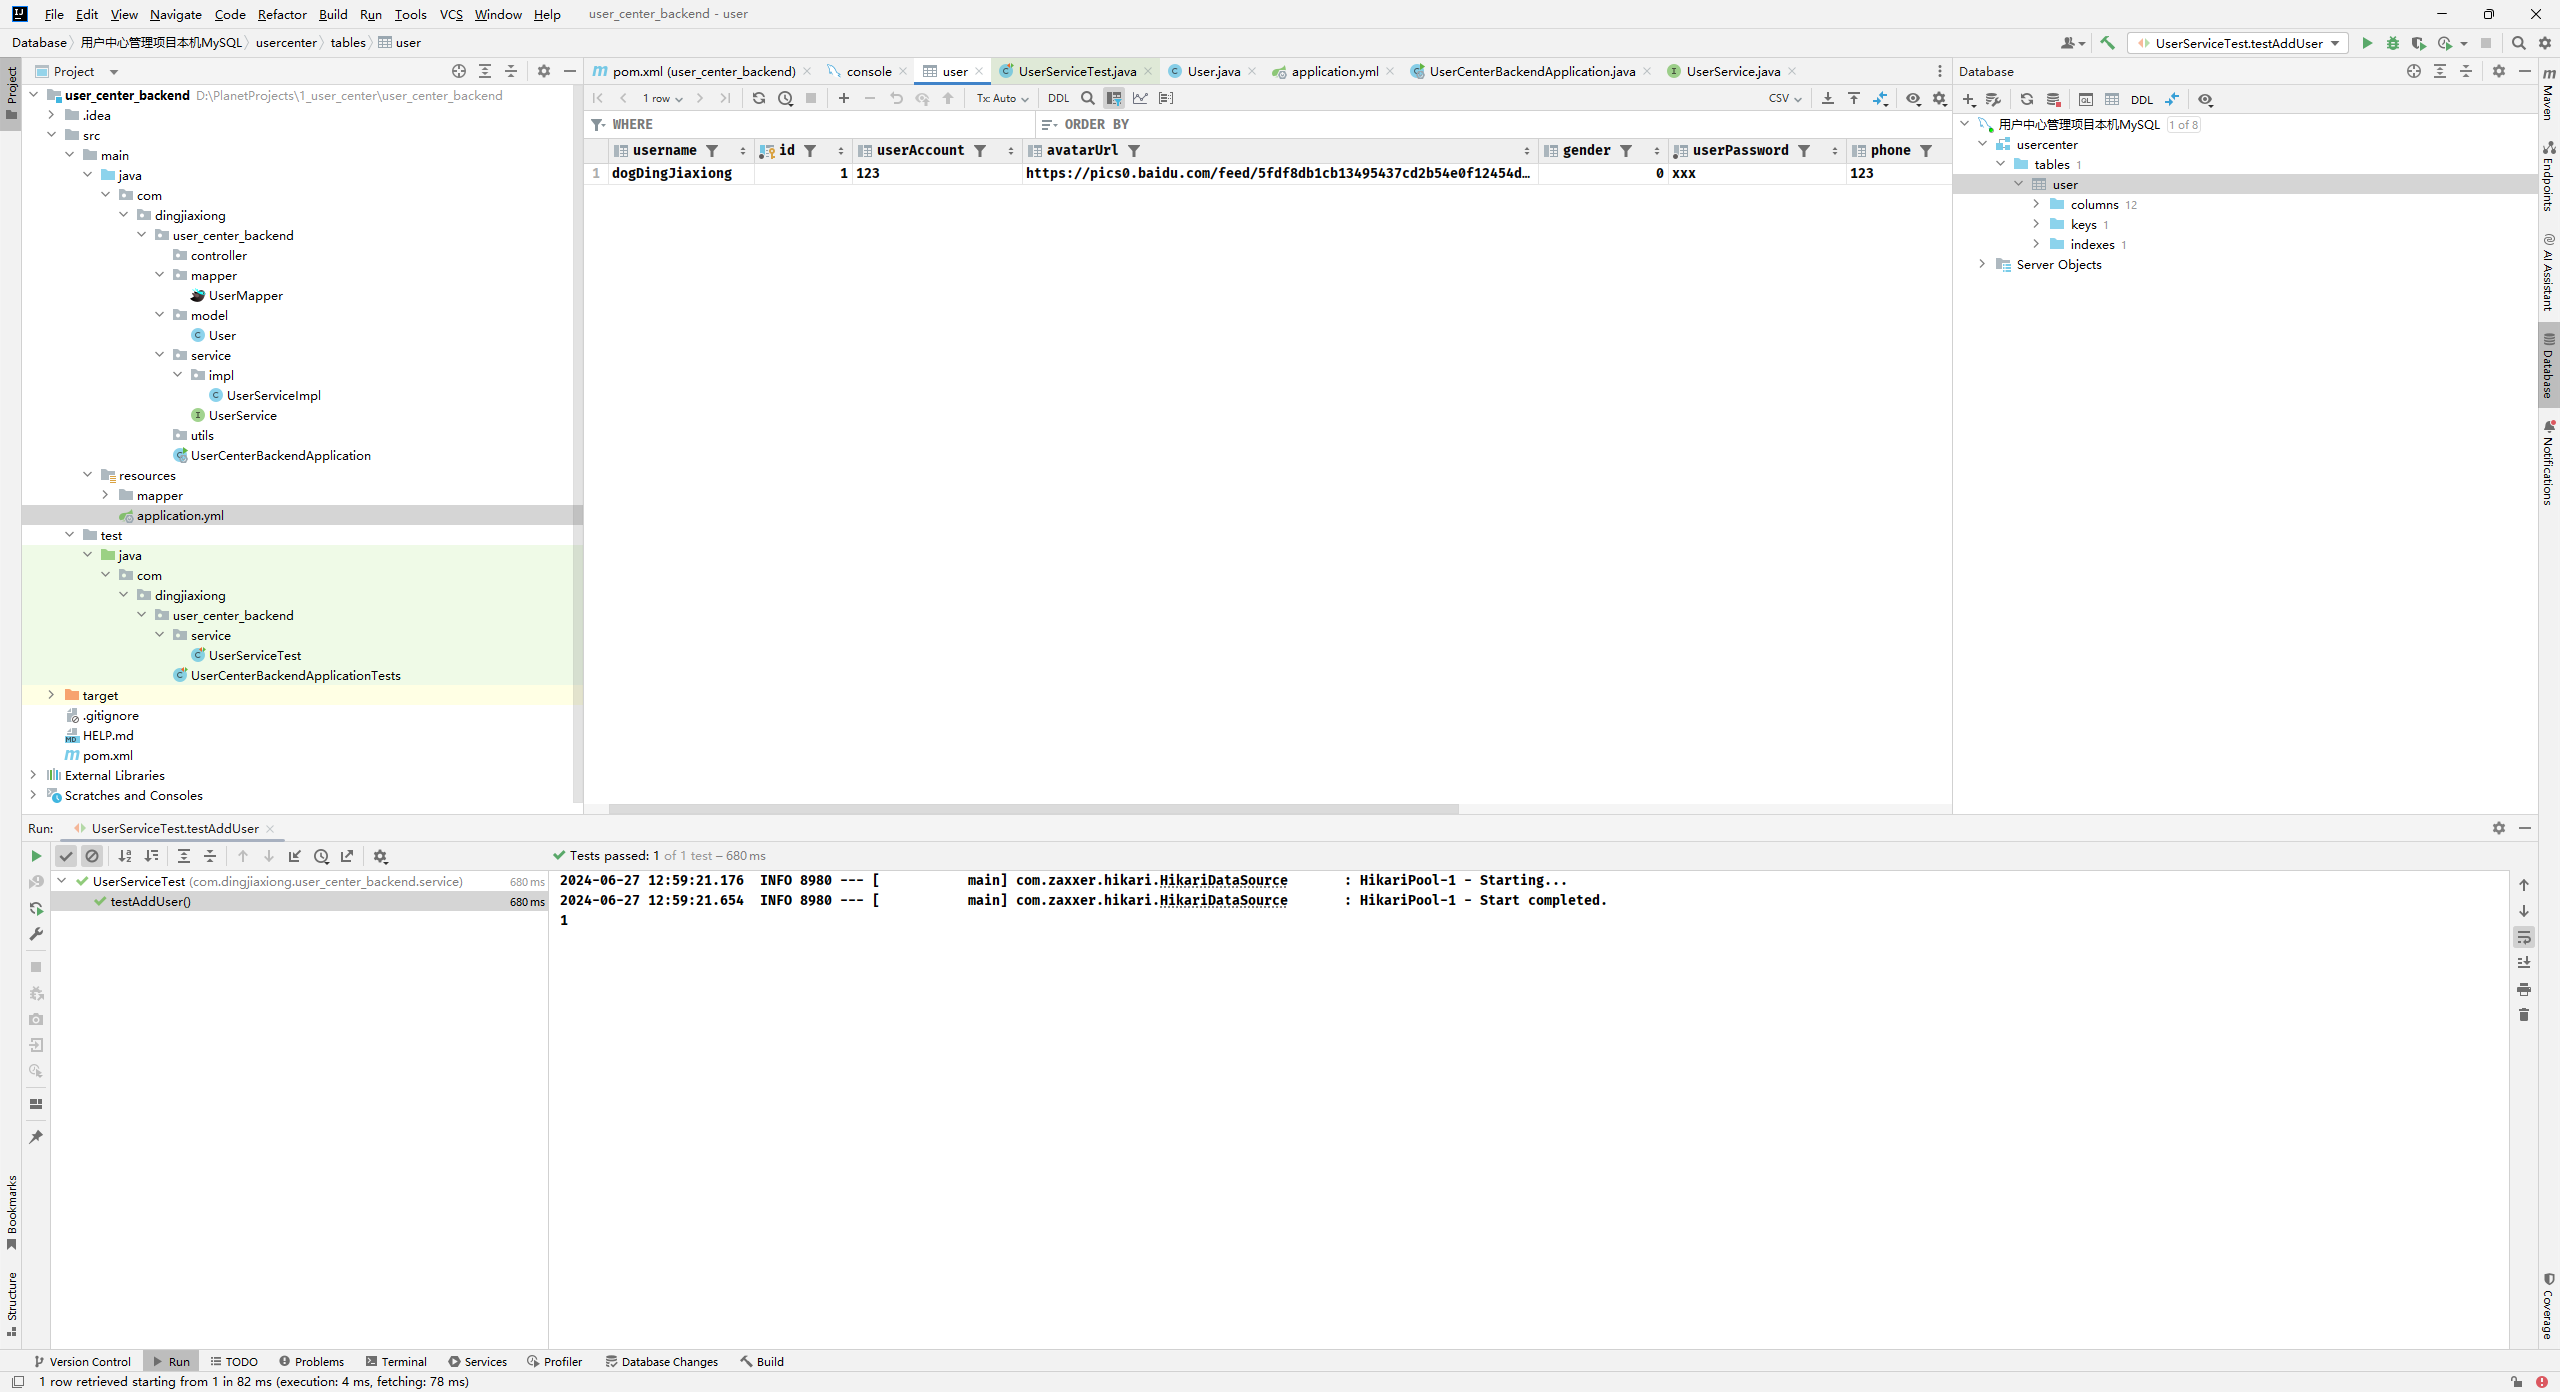 File Edit View Navigate Code Refactor Build Run Tools VCS Window Help user_center_backend - user
Database 用户中心管理项目本机MySQL usercenter tables user
UserServiceTest.testAddUser
Project
pom.xml (user_center_backend) console user UserServiceTest.java User.java application.yml UserCenterBackendApplication.java UserService.java
Database
1 row Tx: Auto DDL CSV
DDL
WHERE ORDER BY
username id userAccount avatarUrl gender userPassword phone
1 dogDingJiaxiong 1 123 https://pics0.baidu.com/feed/5fdf8db1cb13495437cd2b54e0f12454d… 0 xxx 123
user_center_backend D:\PlanetProjects\1_user_center\user_center_backend
.idea
src
main
java
com
dingjiaxiong
user_center_backend
controller
mapper
UserMapper
model
User
service
impl
UserServiceImpl
UserService
utils
UserCenterBackendApplication
resources
mapper
application.yml
test
java
com
dingjiaxiong
user_center_backend
service
UserServiceTest
UserCenterBackendApplicationTests
target
.gitignore
HELP.md
pom.xml
External Libraries
Scratches and Consoles
用户中心管理项目本机MySQL 1 of 8
usercenter
tables 1
user
columns 12
keys 1
indexes 1
Server Objects
Project
Bookmarks
Structure
Maven
Endpoints
AI Assistant
Database
Notifications
Coverage
Run: UserServiceTest.testAddUser
Tests passed: 1 of 1 test – 680 ms
UserServiceTest (com.dingjiaxiong.user_center_backend.service) 680 ms
testAddUser() 680 ms
2024-06-27 12:59:21.176 INFO 8980 --- [ main] com.zaxxer.hikari.HikariDataSource : HikariPool-1 - Starting...
2024-06-27 12:59:21.654 INFO 8980 --- [ main] com.zaxxer.hikari.HikariDataSource : HikariPool-1 - Start completed.
1
Version Control Run TODO Problems Terminal Services Profiler Database Changes Build
1 row retrieved starting from 1 in 82 ms (execution: 4 ms, fetching: 78 ms)